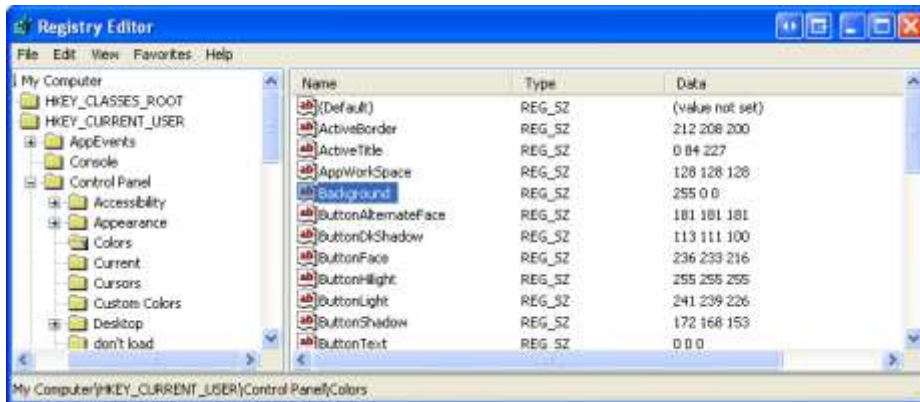 Registry Editor
File Edit View Favorites Help
My Computer
HKEY_CLASSES_ROOT
HKEY_CURRENT_USER
AppEvents
Console
Control Panel
Accessibility
Appearance
Colors
Current
Cursors
Custom Colors
Desktop
don't load
Name Type Data
(Default) REG_SZ (value not set)
ActiveBorder REG_SZ 212 208 200
ActiveTitle REG_SZ 0 84 227
AppWorkSpace REG_SZ 128 128 128
Background REG_SZ 255 0 0
ButtonAlternateFace REG_SZ 181 181 181
ButtonDkShadow REG_SZ 113 111 100
ButtonFace REG_SZ 236 233 216
ButtonHilight REG_SZ 255 255 255
ButtonLight REG_SZ 241 239 226
ButtonShadow REG_SZ 172 168 153
ButtonText REG_SZ 0 0 0
My Computer\HKEY_CURRENT_USER\Control Panel\Colors